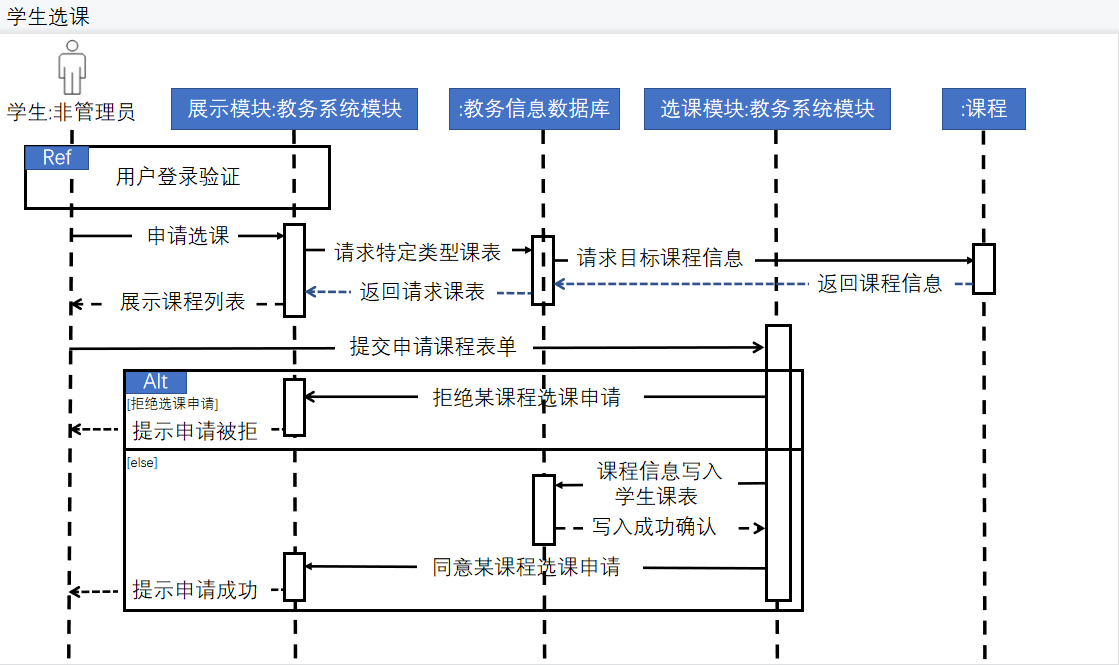 学生选课
学生:非管理员
展示模块:教务系统模块
:教务信息数据库
选课模块:教务系统模块
:课程
Ref
用户登录验证
申请选课
请求特定类型课表
请求目标课程信息
返回课程信息
返回请求课表
展示课程列表
提交申请课程表单
Alt
[拒绝选课申请]
拒绝某课程选课申请
提示申请被拒
[else]
课程信息写入
学生课表
写入成功确认
同意某课程选课申请
提示申请成功